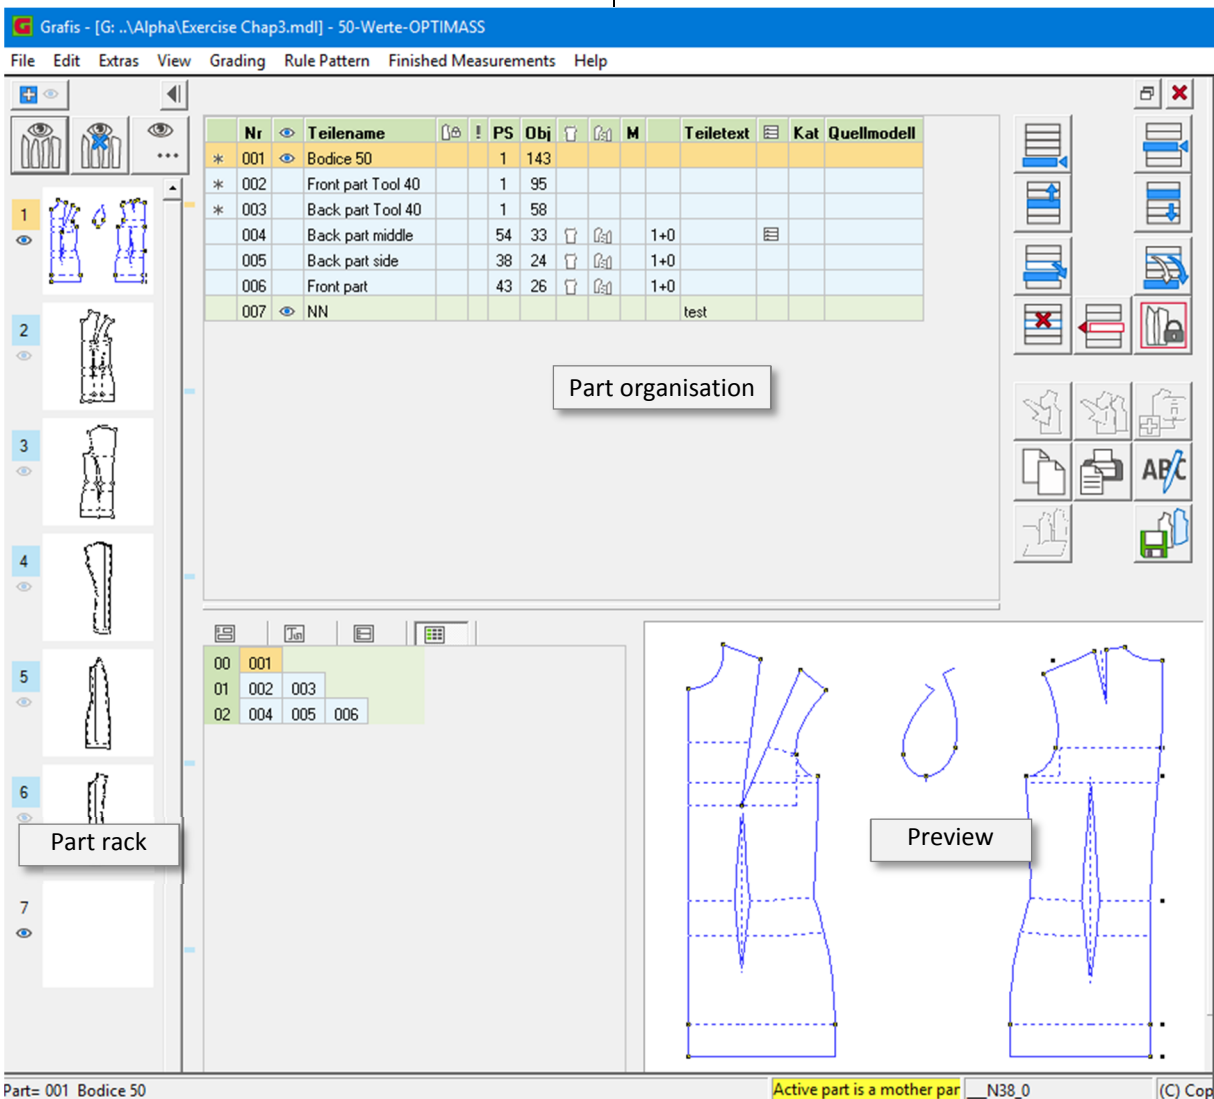 Grafis - [G: ..\Alpha\Exercise Chap3.mdl] - 50-Werte-OPTIMASS
File Edit Extras View Grading Rule Pattern Finished Measurements Help
Nr Teilename ! PS Obj M Teiletext Kat Quellmodell
* 001 Bodice 50 1 143
* 002 Front part Tool 40 1 95
* 003 Back part Tool 40 1 58
004 Back part middle 54 33 1+0
005 Back part side 38 24 1+0
006 Front part 43 26 1+0
007 NN test
1
2
3
4
5
6
7
Part organisation
ABC
00 001
01 002 003
02 004 005 006
Part rack
Preview
Part= 001 Bodice 50
Active part is a mother par
__N38_0
(C) Cop